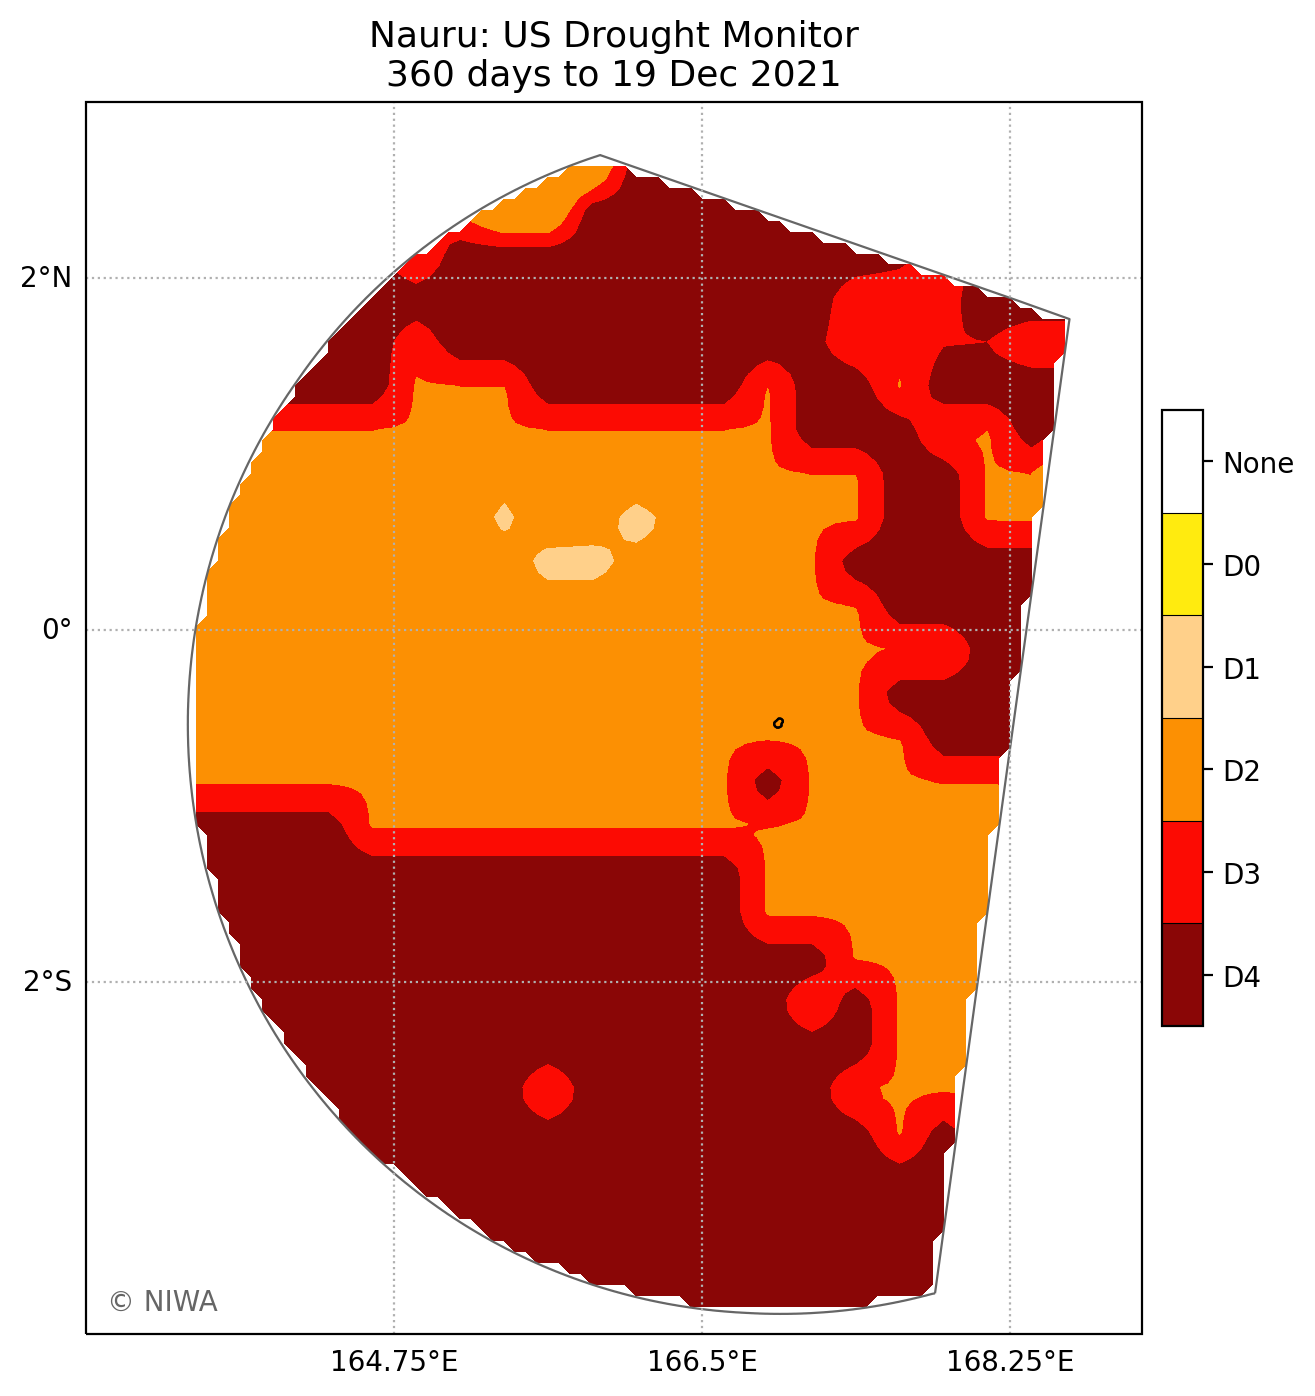 Nauru: US Drought Monitor
360 days to 19 Dec 2021
2°N
0°
2°S
164.75°E
166.5°E
168.25°E
None
D0
D1
D2
D3
D4
© NIWA